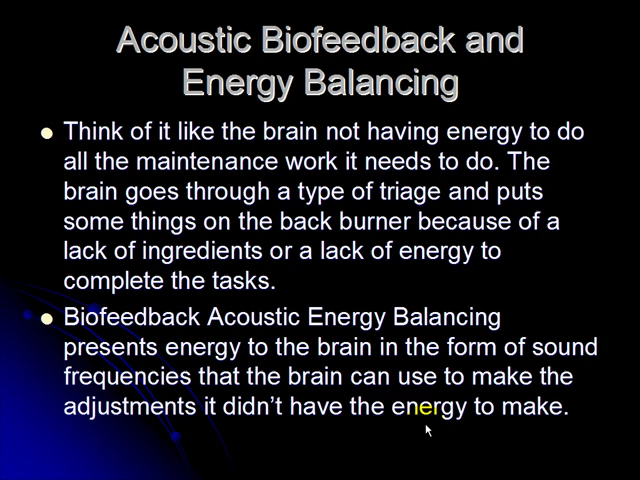 Acoustic Biofeedback and
Energy Balancing
Think of it like the brain not having energy to do
all the maintenance work it needs to do. The
brain goes through a type of triage and puts
some things on the back burner because of a
lack of ingredients or a lack of energy to
complete the tasks.
Biofeedback Acoustic Energy Balancing
presents energy to the brain in the form of sound
frequencies that the brain can use to make the
adjustments it didn't have the energy to make.